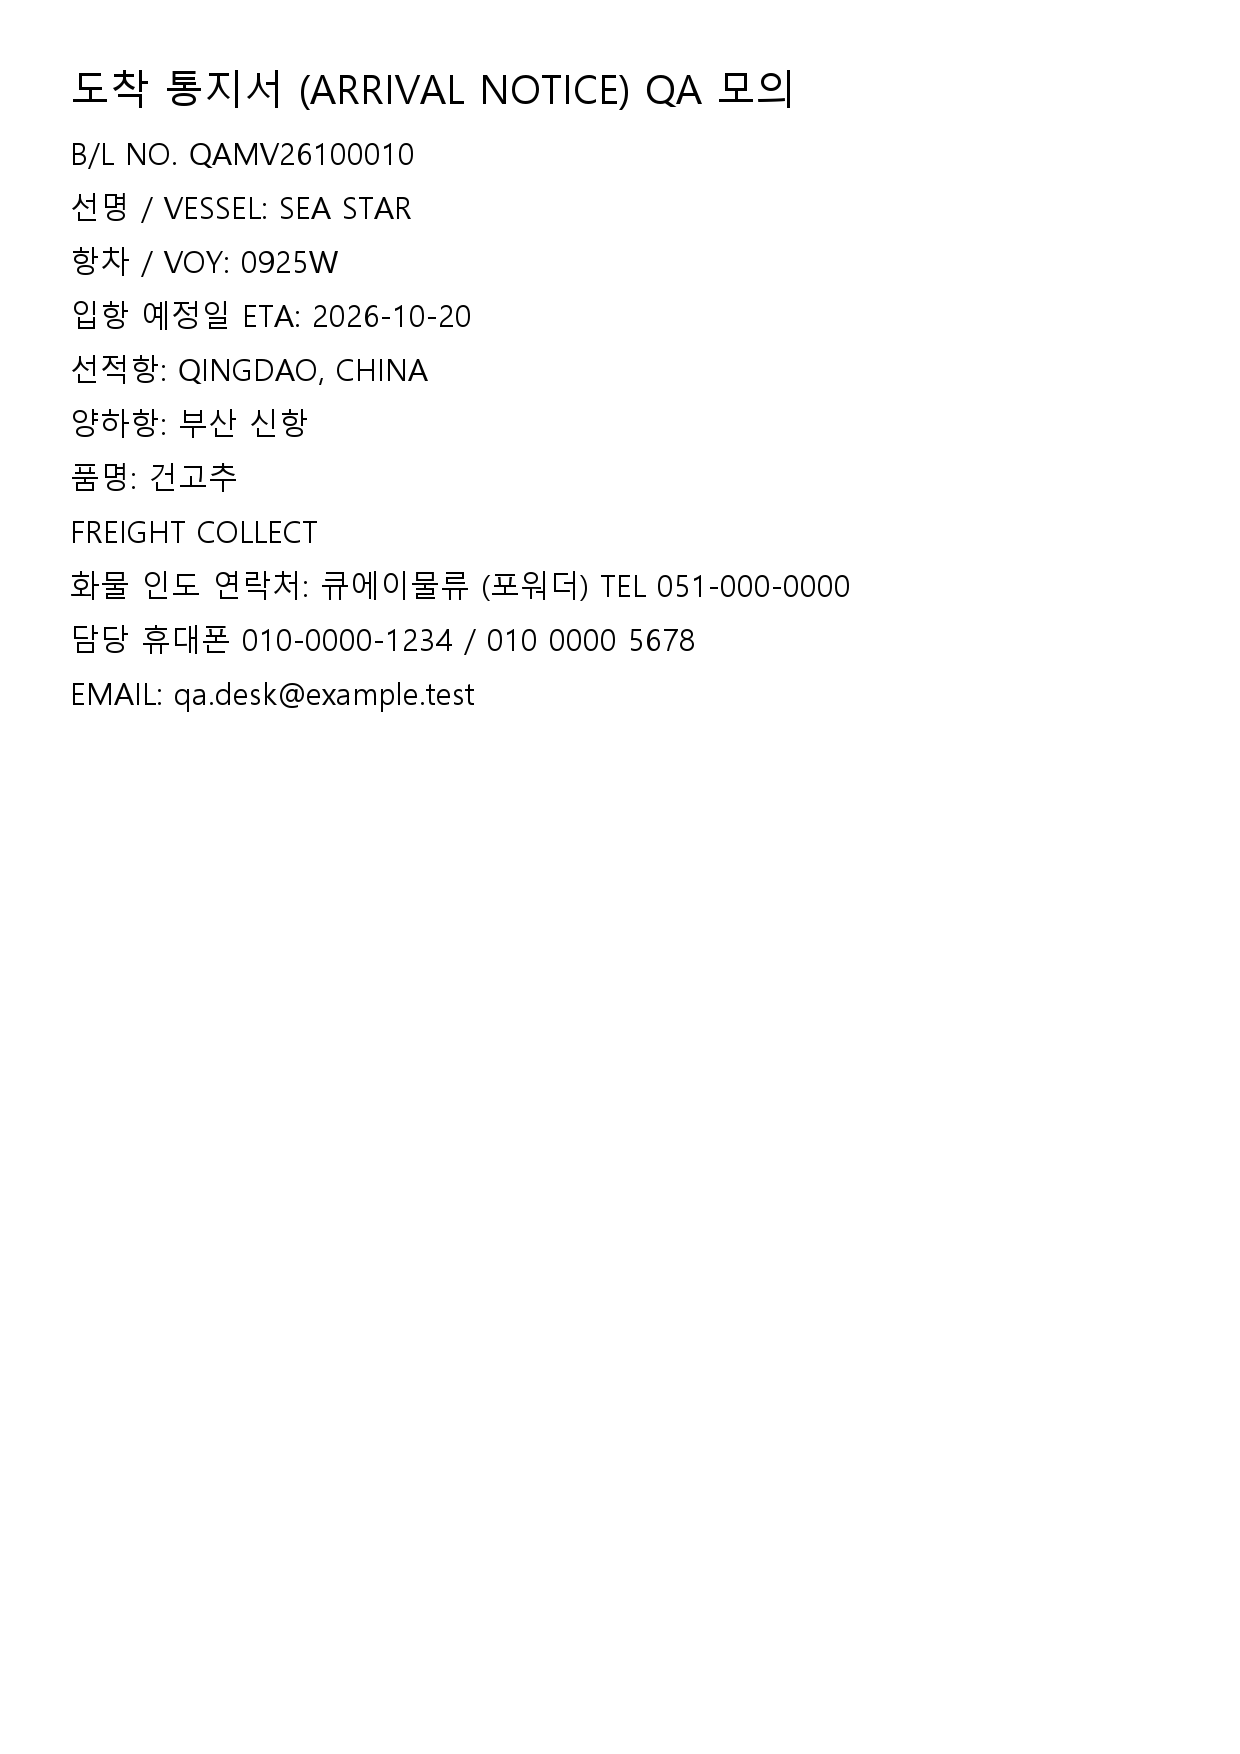 도착 통지서 (ARRIVAL NOTICE) QA 모의
B/L NO. QAMV26100010
선명 / VESSEL: SEA STAR
항차 / VOY: 0925W
입항 예정일 ETA: 2026-10-20
선적항: QINGDAO, CHINA
양하항: 부산 신항
품명: 건고추
FREIGHT COLLECT
화물 인도 연락처: 큐에이물류 (포워더) TEL 051-000-0000
담당 휴대폰 010-0000-1234 / 010 0000 5678
EMAIL: qa.desk@example.test